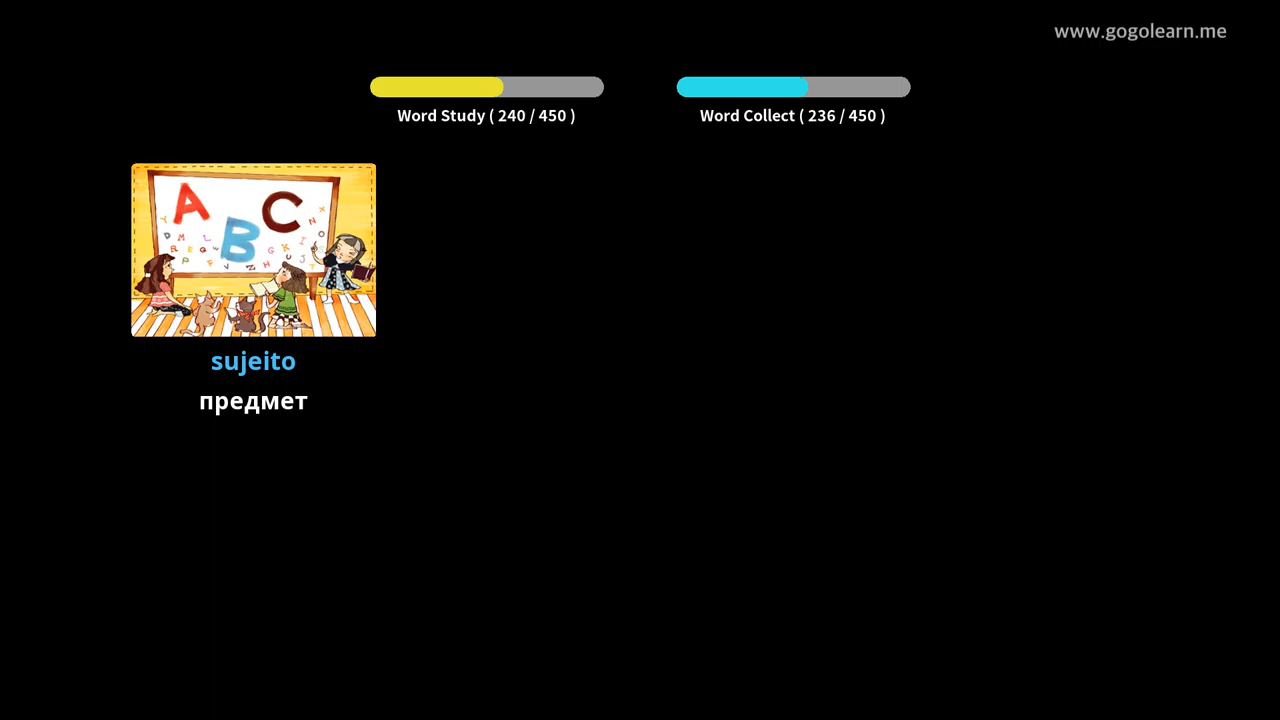 www.gogolearn.me
Word Study ( 240 / 450 )
Word Collect ( 236 / 450 )
A
B
C
sujeito
предмет